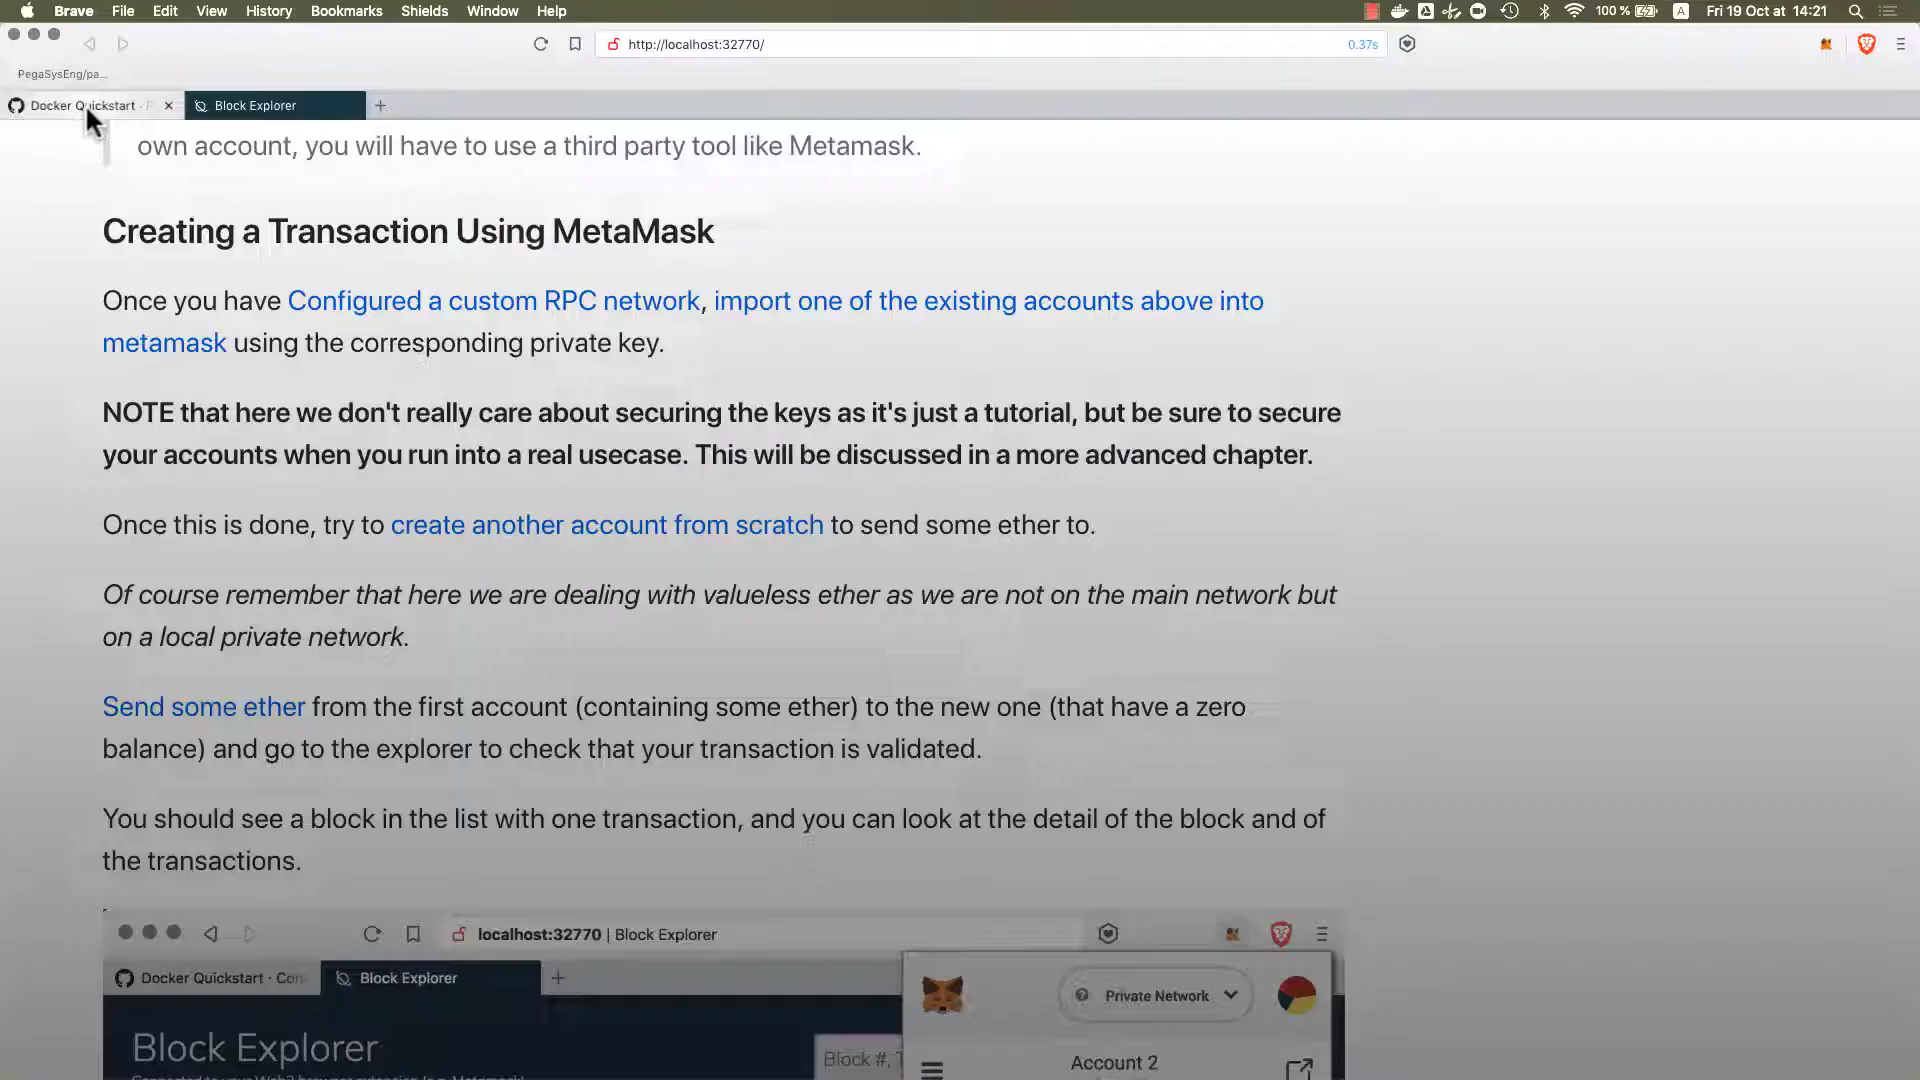 Brave File Edit View History Bookmarks Shields Window Help 100 % A Fri 19 Oct at 14:21
http://localhost:32770/ 0.37s
PegaSysEng/pa...
Docker Quickstart · Block Explorer
own account, you will have to use a third party tool like Metamask.
Creating a Transaction Using MetaMask
Once you have Configured a custom RPC network, import one of the existing accounts above into
metamask using the corresponding private key.
NOTE that here we don't really care about securing the keys as it's just a tutorial, but be sure to secure
your accounts when you run into a real usecase. This will be discussed in a more advanced chapter.
Once this is done, try to create another account from scratch to send some ether to.
Of course remember that here we are dealing with valueless ether as we are not on the main network but
on a local private network.
Send some ether from the first account (containing some ether) to the new one (that have a zero
balance) and go to the explorer to check that your transaction is validated.
You should see a block in the list with one transaction, and you can look at the detail of the block and of
the transactions.
localhost:32770 | Block Explorer
Docker Quickstart · Con Block Explorer
Private Network
Block Explorer
Block #,
Account 2